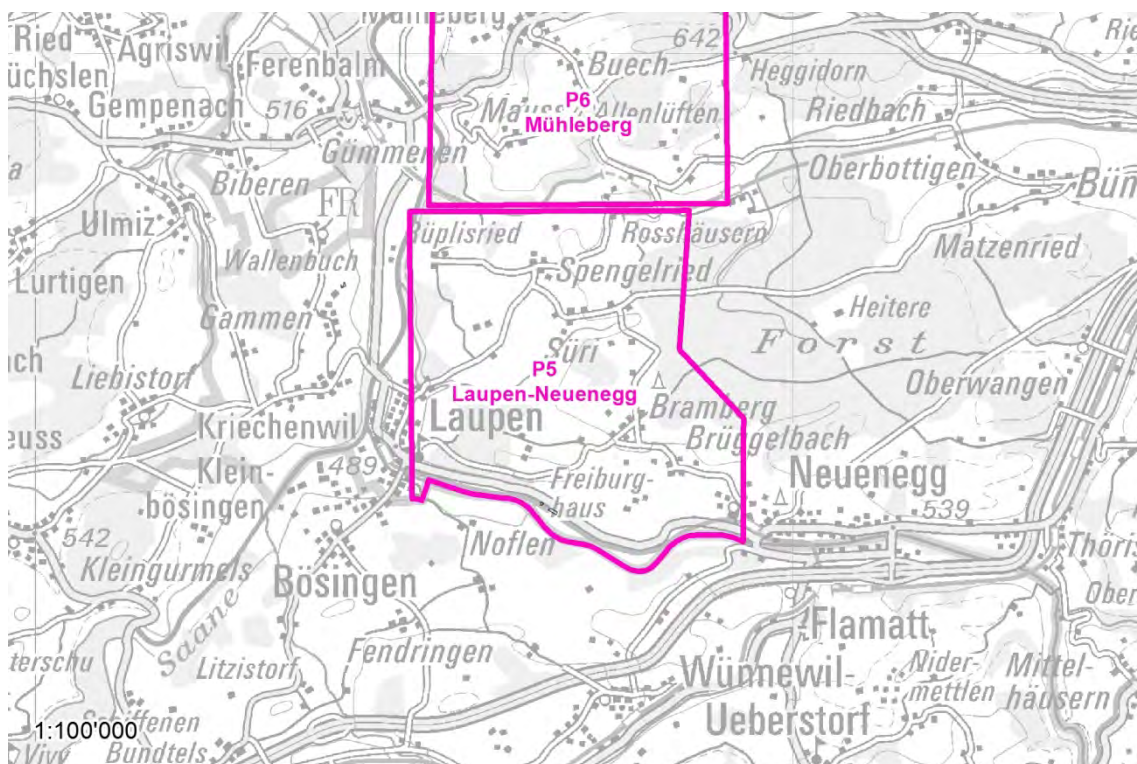 Mühleberg
642
Ried
Agriswil
Buech
Heggidorn
Ferenbalm
Gempenach
516
Mauss
P6
Allenlüften
Mühleberg
Riedbach
Gümmenen
Oberbottigen
Biberen
FR
Ulmiz
Rosshäusern
Wallenbuch
Spengelried
Matzenried
Lurtigen
Gammen
Heitere
Süri
Forst
P5
Laupen-Neuenegg
Liebistorf
Oberwangen
Laupen
Bramberg
Kriechenwil
Brüggelbach
489
Klein-
bösingen
Freiburg-
haus
Neuenegg
542
539
Noflen
Kleingurmels
Bösingen
Saane
Flamatt
Litzistorf
Fendringen
Wünnewil-
Ueberstorf
Nider-
mettlen
Mittel-
häusern
1:100'000
Bundtels